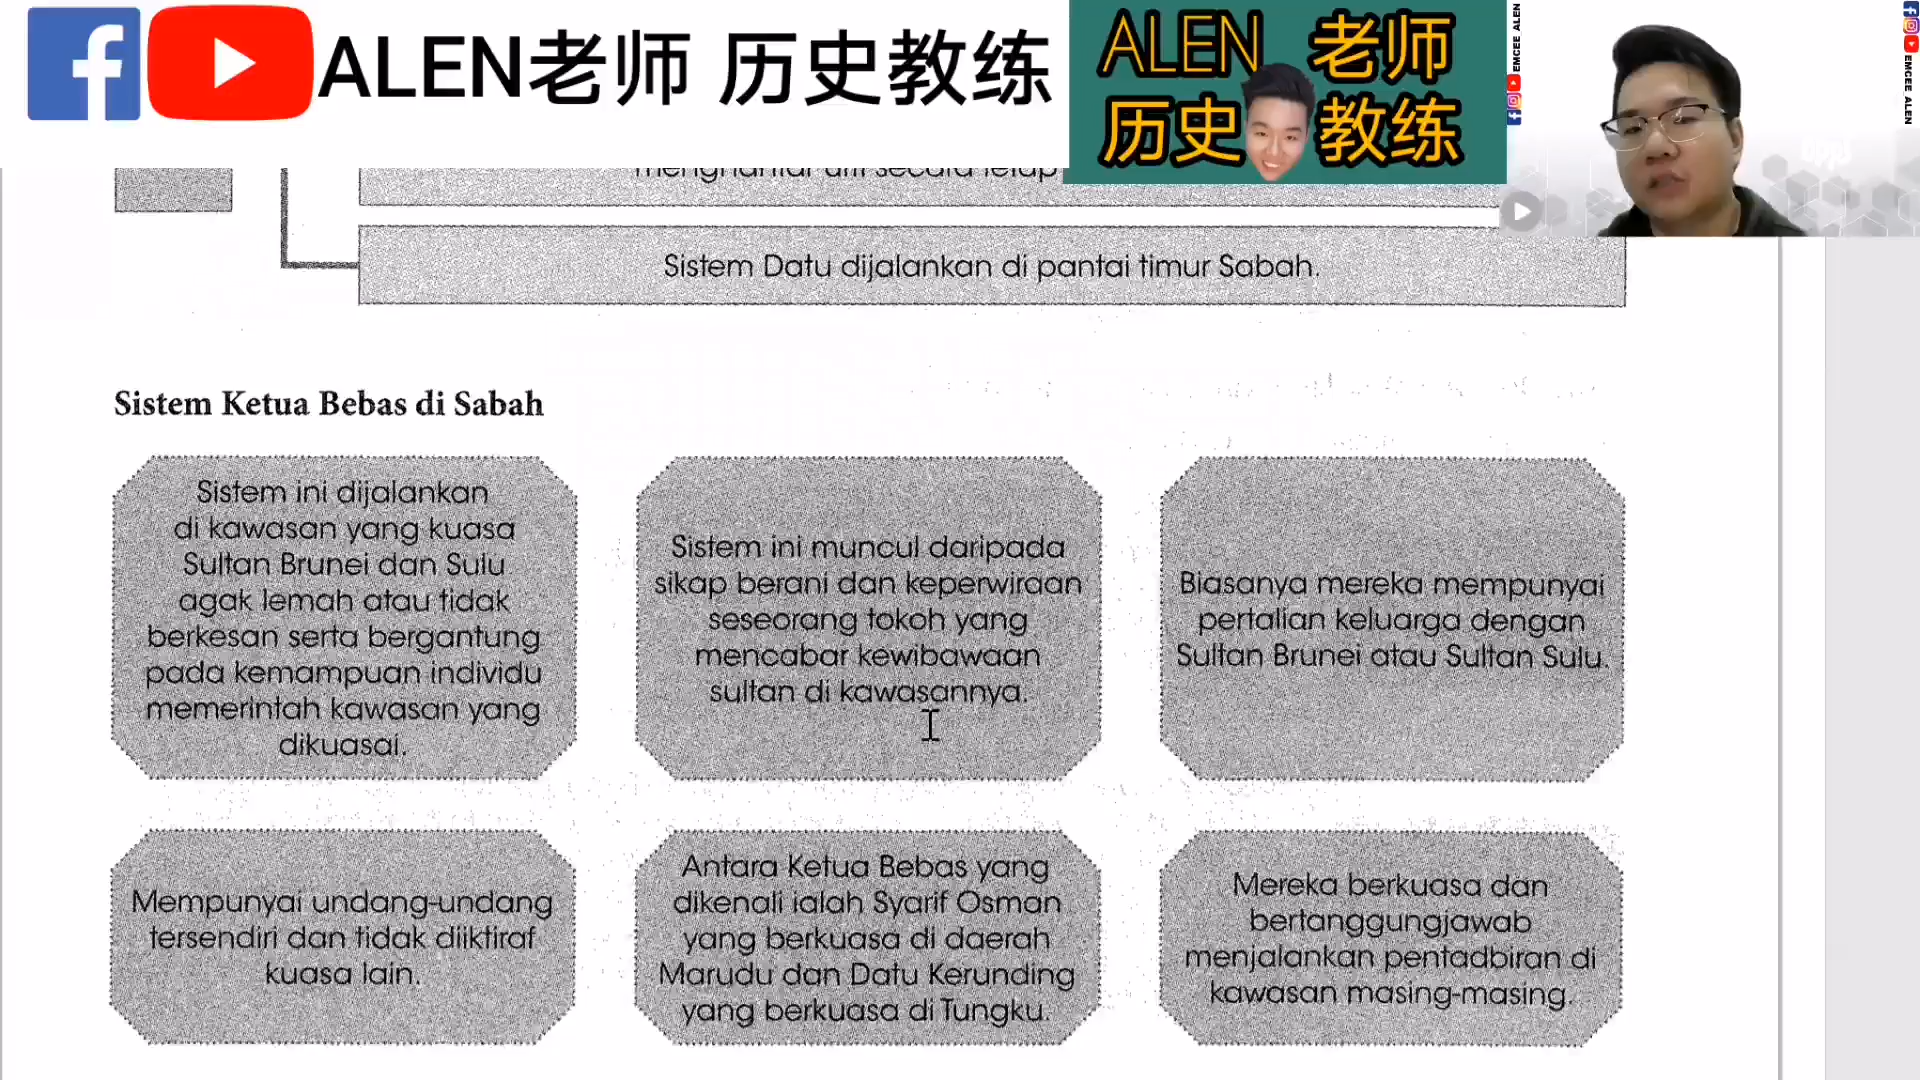 ALEN老师 历史教练
ALEN 老师
历史 教练
EMCEE ALEN
EMCEE ALEN
Sistem Datu dijalankan di pantai timur Sabah.
Sistem Ketua Bebas di Sabah
Sistem ini dijalankan
di kawasan yang kuasa
Sultan Brunei dan Sulu
agak lemah atau tidak
berkesan serta bergantung
pada kemampuan individu
memerintah kawasan yang
dikuasai.
Sistem ini muncul daripada
sikap berani dan keperwiraan
seseorang tokoh yang
mencabar kewibawaan
sultan di kawasannya.
Biasanya mereka mempunyai
pertalian keluarga dengan
Sultan Brunei atau Sultan Sulu.
Mempunyai undang-undang
tersendiri dan tidak diiktiraf
kuasa lain.
Antara Ketua Bebas yang
dikenali ialah Syarif Osman
yang berkuasa di daerah
Marudu dan Datu Kerunding
yang berkuasa di Tungku.
Mereka berkuasa dan
bertanggungjawab
menjalankan pentadbiran di
kawasan masing-masing.